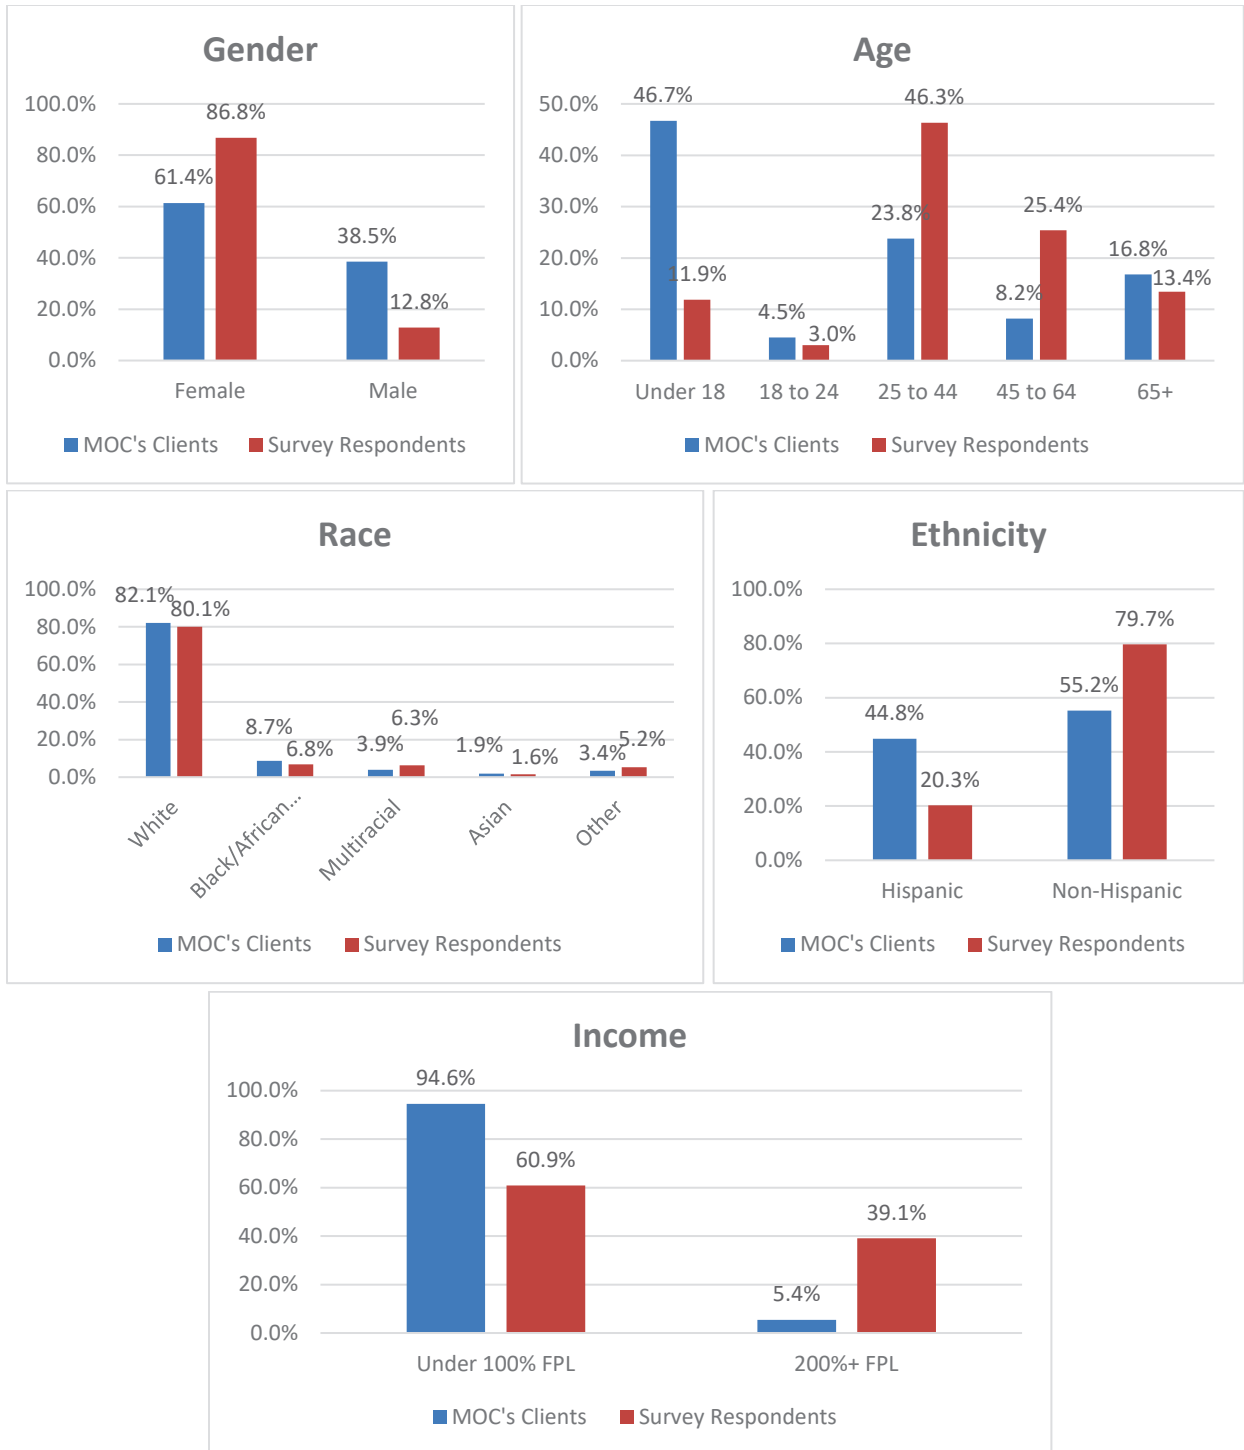 Gender
100.0%
80.0%
60.0%
40.0%
20.0%
0.0%
61.4%
86.8%
38.5%
12.8%
Female
Male
MOC's Clients
Survey Respondents
Age
50.0%
40.0%
30.0%
20.0%
10.0%
0.0%
46.7%
11.9%
4.5%
3.0%
23.8%
46.3%
8.2%
25.4%
16.8%
13.4%
Under 18
18 to 24
25 to 44
45 to 64
65+
MOC's Clients
Survey Respondents
Race
100.0%
80.0%
60.0%
40.0%
20.0%
0.0%
82.1%
80.1%
8.7%
6.8%
3.9%
6.3%
1.9%
1.6%
3.4%
5.2%
White
Black/African...
Multiracial
Asian
Other
MOC's Clients
Survey Respondents
Ethnicity
100.0%
80.0%
60.0%
40.0%
20.0%
0.0%
44.8%
20.3%
55.2%
79.7%
Hispanic
Non-Hispanic
MOC's Clients
Survey Respondents
Income
100.0%
80.0%
60.0%
40.0%
20.0%
0.0%
94.6%
60.9%
5.4%
39.1%
Under 100% FPL
200%+ FPL
MOC's Clients
Survey Respondents